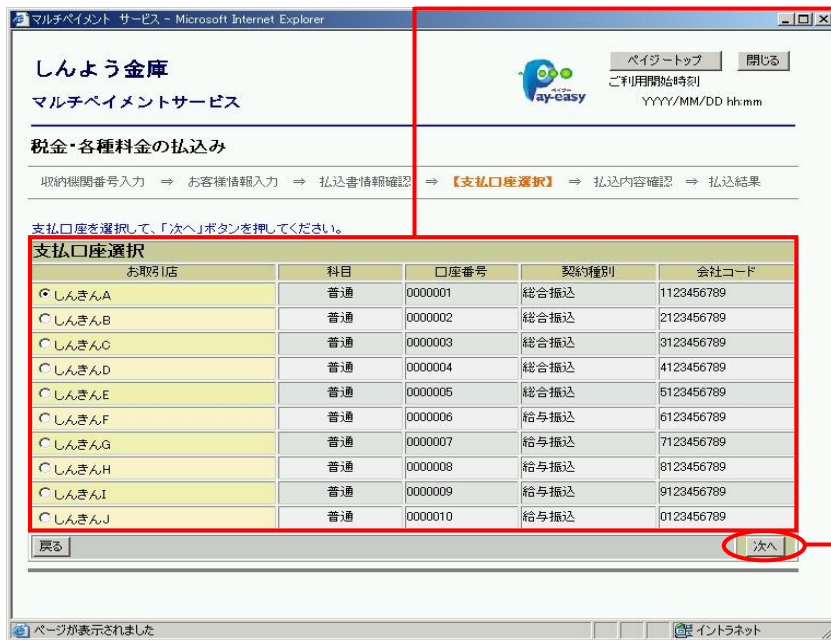 マルチペイメント サービス - Microsoft Internet Explorer
しんよう金庫
マルチペイメントサービス
ペイジー
Pay-easy
ペイジートップ 閉じる
ご利用開始時刻
YYYY/MM/DD hh:mm
税金・各種料金の払込み
収納機関番号入力 ⇒ お客様情報入力 ⇒ 払込書情報確認 ⇒ 【支払口座選択】 ⇒ 払込内容確認 ⇒ 払込結果
支払口座を選択して、「次へ」ボタンを押してください。
支払口座選択
お取引店 科目 口座番号 契約種別 会社コード
しんきんA 普通 0000001 総合振込 1123456789
しんきんB 普通 0000002 総合振込 2123456789
しんきんC 普通 0000003 総合振込 3123456789
しんきんD 普通 0000004 総合振込 4123456789
しんきんE 普通 0000005 総合振込 5123456789
しんきんF 普通 0000006 給与振込 6123456789
しんきんG 普通 0000007 給与振込 7123456789
しんきんH 普通 0000008 給与振込 8123456789
しんきんI 普通 0000009 給与振込 9123456789
しんきんJ 普通 0000010 給与振込 0123456789
戻る 次へ
ページが表示されました イントラネット